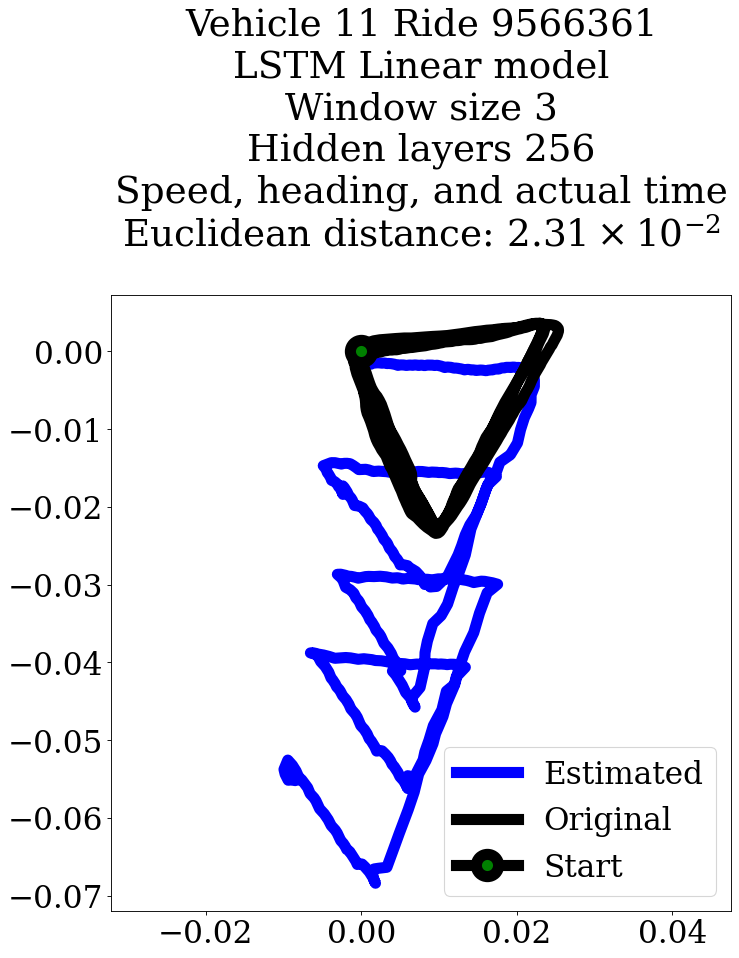 Vehicle 11 Ride 9566361
LSTM Linear model
Window size 3
Hidden layers 256
Speed, heading, and actual time
Euclidean distance: 2.31 × 10⁻²
0.00
−0.01
−0.02
−0.03
−0.04
−0.05
−0.06
−0.07
Estimated
Original
Start
−0.02 0.00 0.02 0.04